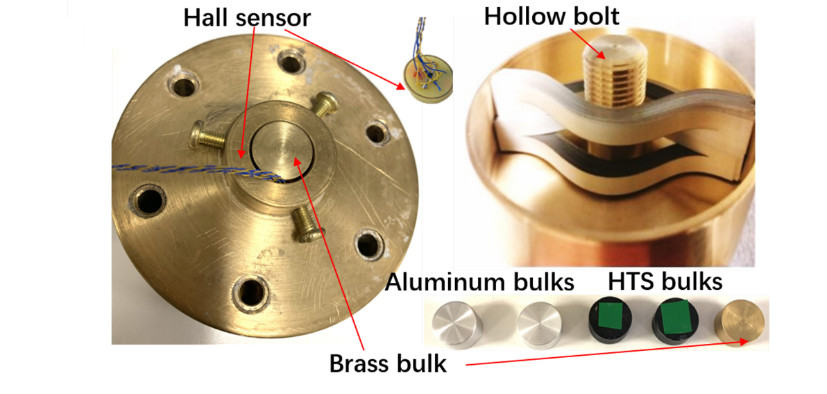 Hall sensor
Hollow bolt
Aluminum bulks
HTS bulks
Brass bulk